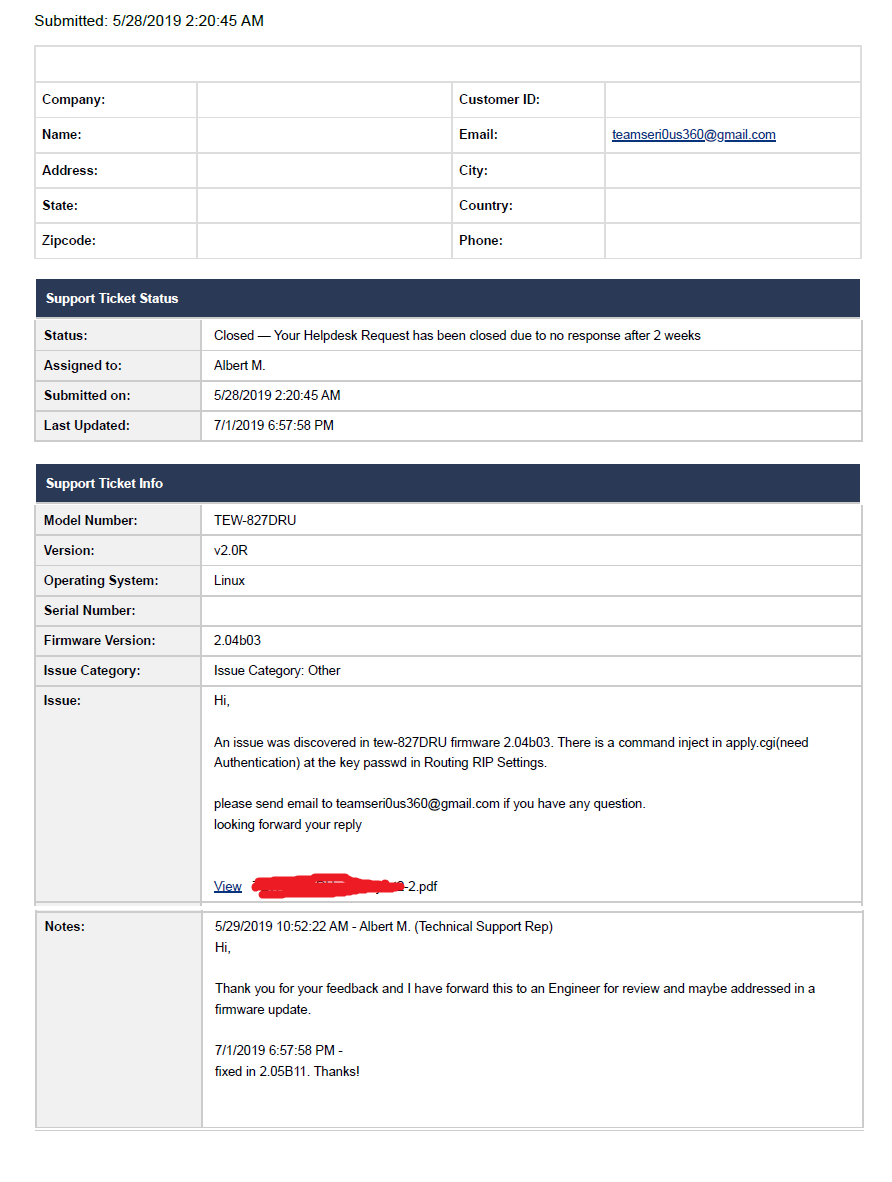 Submitted: 5/28/2019 2:20:45 AM
Company: Customer ID:
Name: Email: teamseri0us360@gmail.com
Address: City:
State: Country:
Zipcode: Phone:
Support Ticket Status
Status: Closed — Your Helpdesk Request has been closed due to no response after 2 weeks
Assigned to: Albert M.
Submitted on: 5/28/2019 2:20:45 AM
Last Updated: 7/1/2019 6:57:58 PM
Support Ticket Info
Model Number: TEW-827DRU
Version: v2.0R
Operating System: Linux
Serial Number:
Firmware Version: 2.04b03
Issue Category: Issue Category: Other
Issue: Hi,
An issue was discovered in tew-827DRU firmware 2.04b03. There is a command inject in apply.cgi(need
Authentication) at the key passwd in Routing RIP Settings.
please send email to teamseri0us360@gmail.com if you have any question.
looking forward your reply
View -2.pdf
Notes: 5/29/2019 10:52:22 AM - Albert M. (Technical Support Rep)
Hi,
Thank you for your feedback and I have forward this to an Engineer for review and maybe addressed in a
firmware update.
7/1/2019 6:57:58 PM -
fixed in 2.05B11. Thanks!